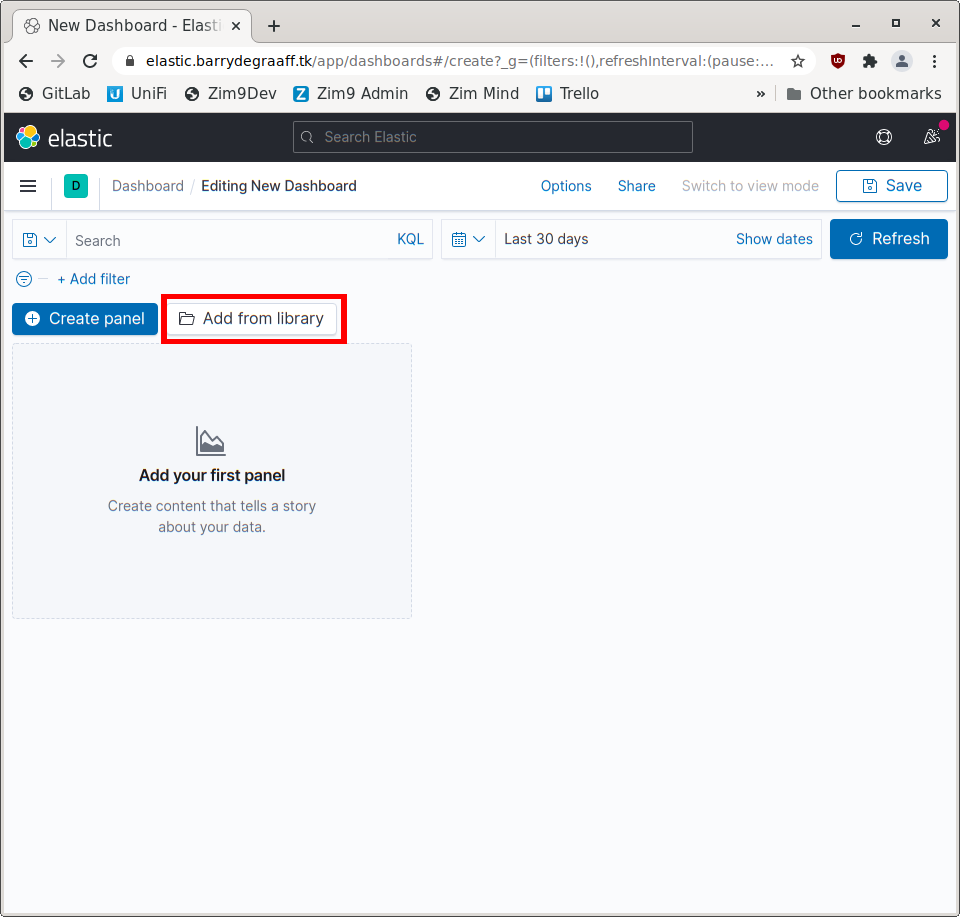 New Dashboard - Elasti
elastic.barrydegraaff.tk/app/dashboards#/create?_g=(filters:!(),refreshInterval:(pause:...
GitLab UniFi Zim9Dev Zim9 Admin Zim Mind Trello » Other bookmarks
elastic Search Elastic
D Dashboard / Editing New Dashboard Options Share Switch to view mode Save
Search KQL Last 30 days Show dates Refresh
+ Add filter
Create panel Add from library
Add your first panel
Create content that tells a story
about your data.